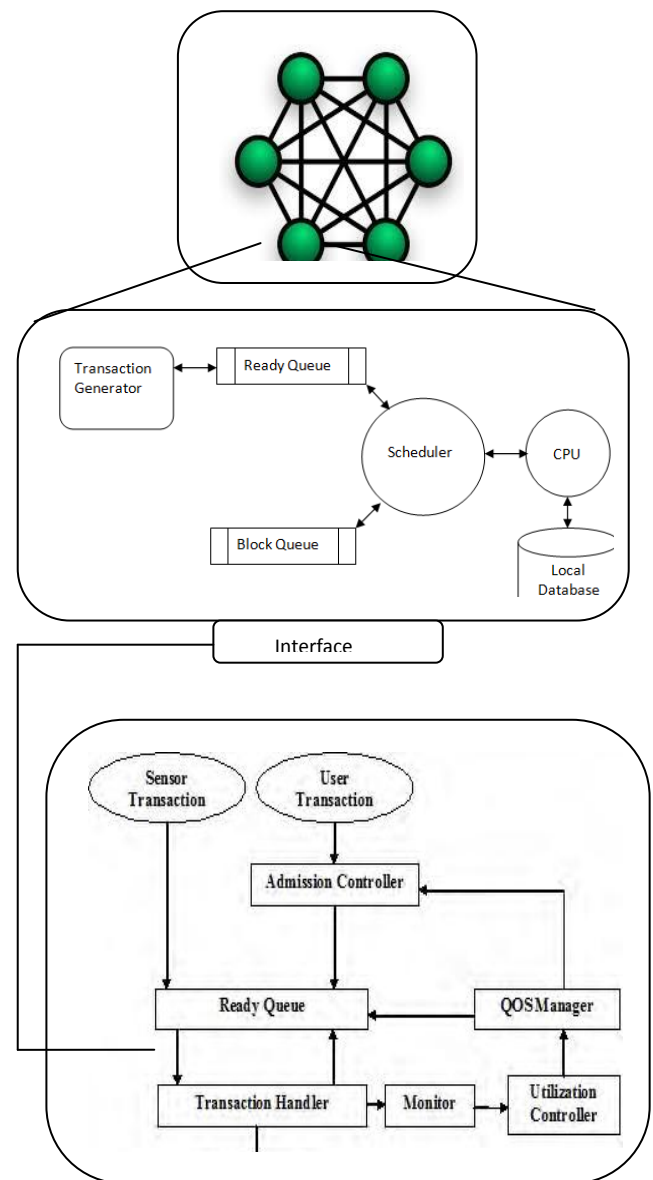 Transaction
Generator
Ready Queue
Scheduler
CPU
Block Queue
Local
Database
Interface
Sensor
Transaction
User
Transaction
Admission Controller
Ready Queue
QOSManager
Transaction Handler
Monitor
Utilization
Controller